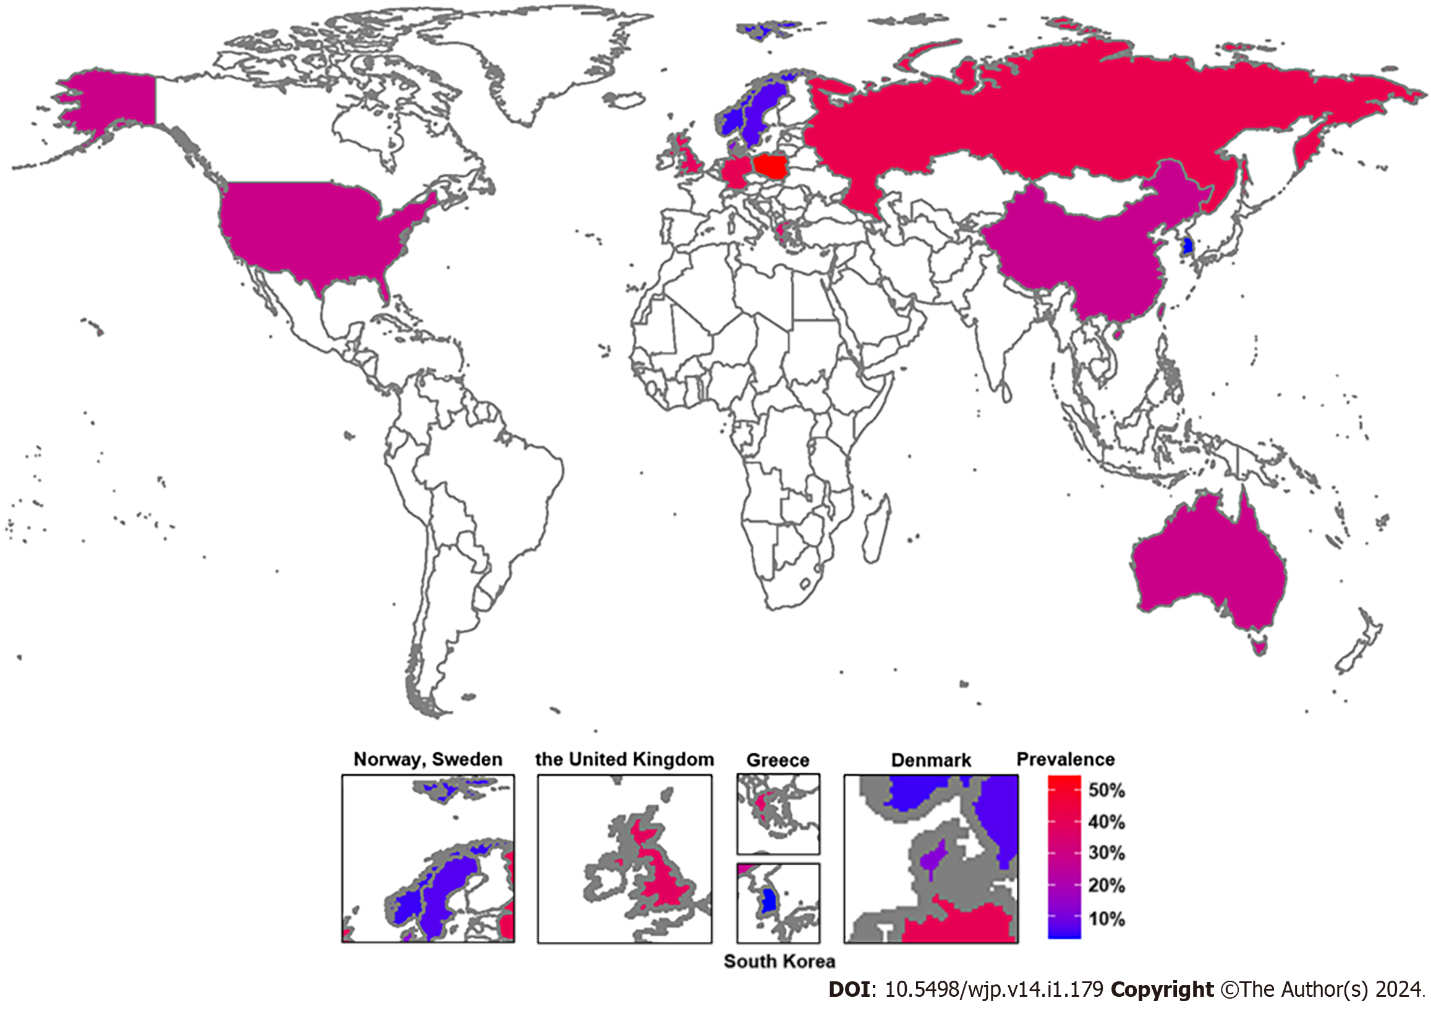 Norway, Sweden
the United Kingdom
Greece
Denmark
Prevalence
50%
40%
30%
20%
10%
South Korea
DOI: 10.5498/wjp.v14.i1.179 Copyright ©The Author(s) 2024.